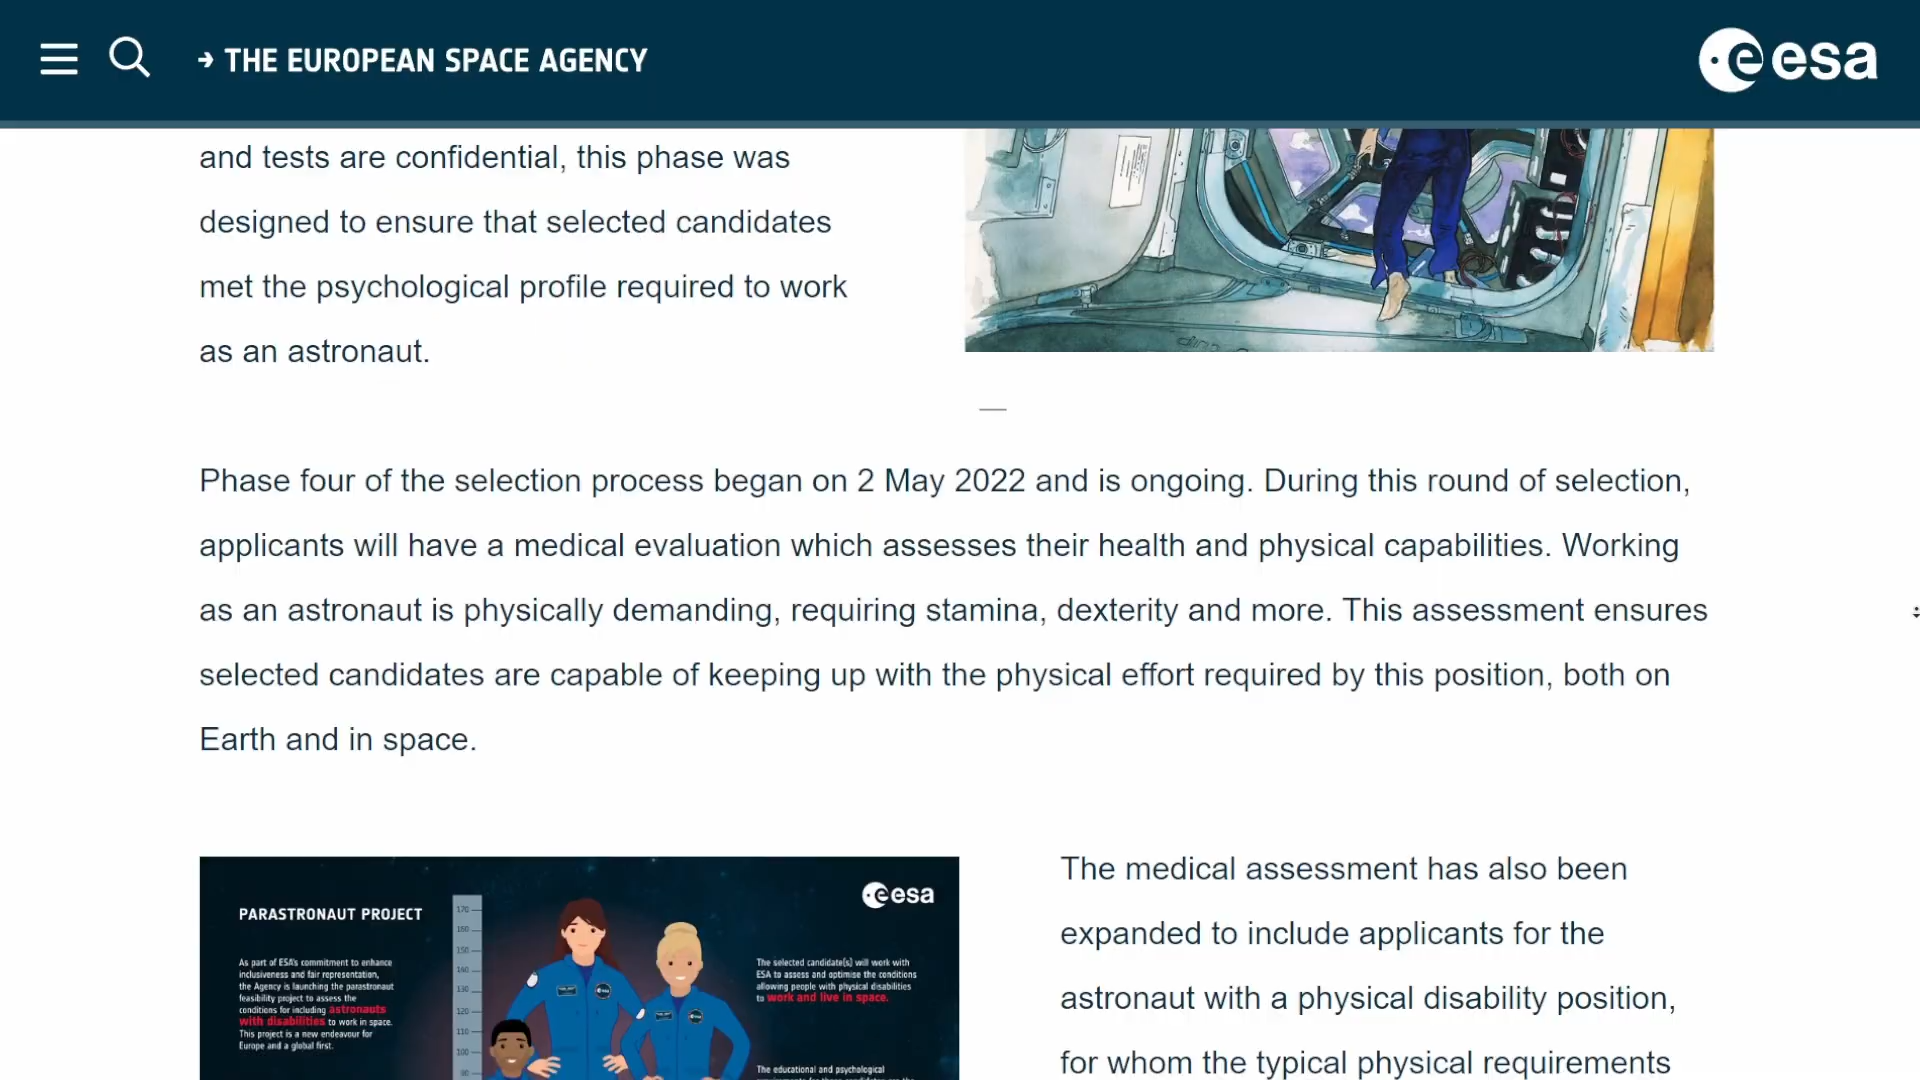 THE EUROPEAN SPACE AGENCY
esa
and tests are confidential, this phase was
designed to ensure that selected candidates
met the psychological profile required to work
as an astronaut.
Phase four of the selection process began on 2 May 2022 and is ongoing. During this round of selection,
applicants will have a medical evaluation which assesses their health and physical capabilities. Working
as an astronaut is physically demanding, requiring stamina, dexterity and more. This assessment ensures
selected candidates are capable of keeping up with the physical effort required by this position, both on
Earth and in space.
esa
PARASTRONAUT PROJECT
As part of ESA's commitment to enhance
inclusiveness and fair representation,
the Agency is launching the parastronaut
feasibility project to assess the
conditions for including astronauts
with disabilities to work in space.
This project is a new endeavour for
Europe and a global first.
170
160
150
140
130
120
110
100
90
The selected candidate(s) will work with
ESA to assess and optimise the conditions
allowing people with physical disabilities
to work and live in space.
The educational and psychological
The medical assessment has also been
expanded to include applicants for the
astronaut with a physical disability position,
for whom the typical physical requirements